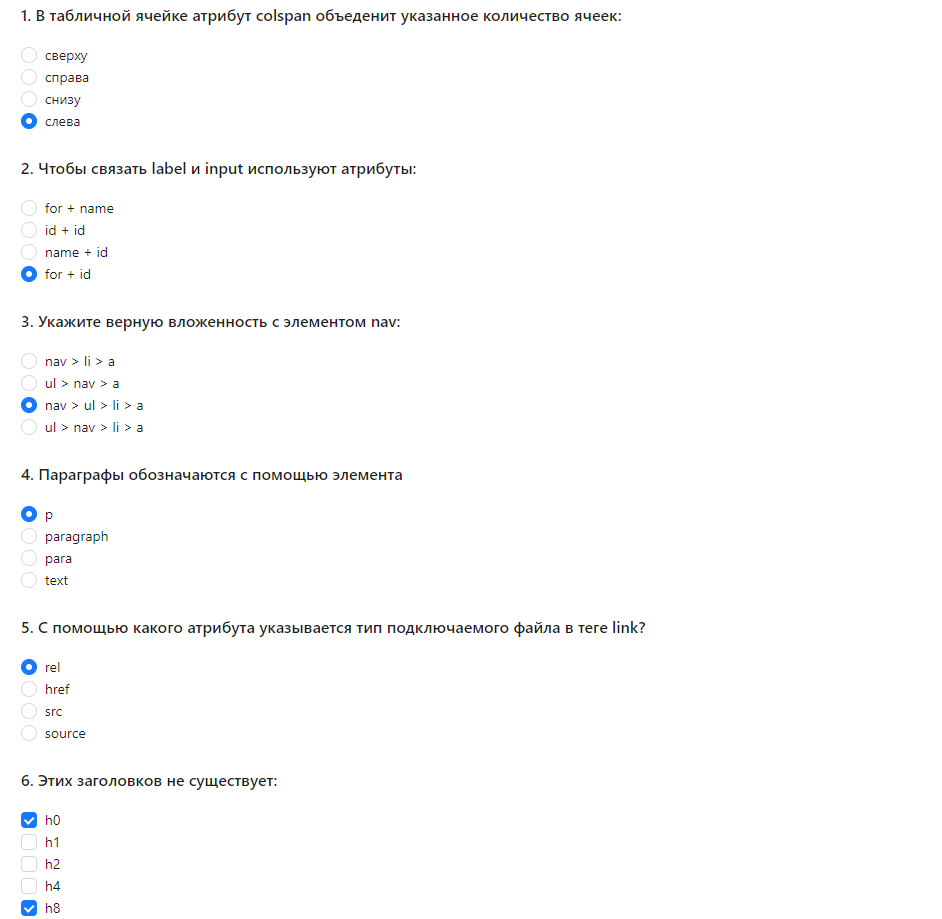 1. В табличной ячейке атрибут colspan объеденит указанное количество ячеек:
сверху
справа
снизу
слева
2. Чтобы связать label и input используют атрибуты:
for + name
id + id
name + id
for + id
3. Укажите верную вложенность с элементом nav:
nav > li > a
ul > nav > a
nav > ul > li > a
ul > nav > li > a
4. Параграфы обозначаются с помощью элемента
p
paragraph
para
text
5. С помощью какого атрибута указывается тип подключаемого файла в теге link?
rel
href
src
source
6. Этих заголовков не существует:
h0
h1
h2
h4
h8